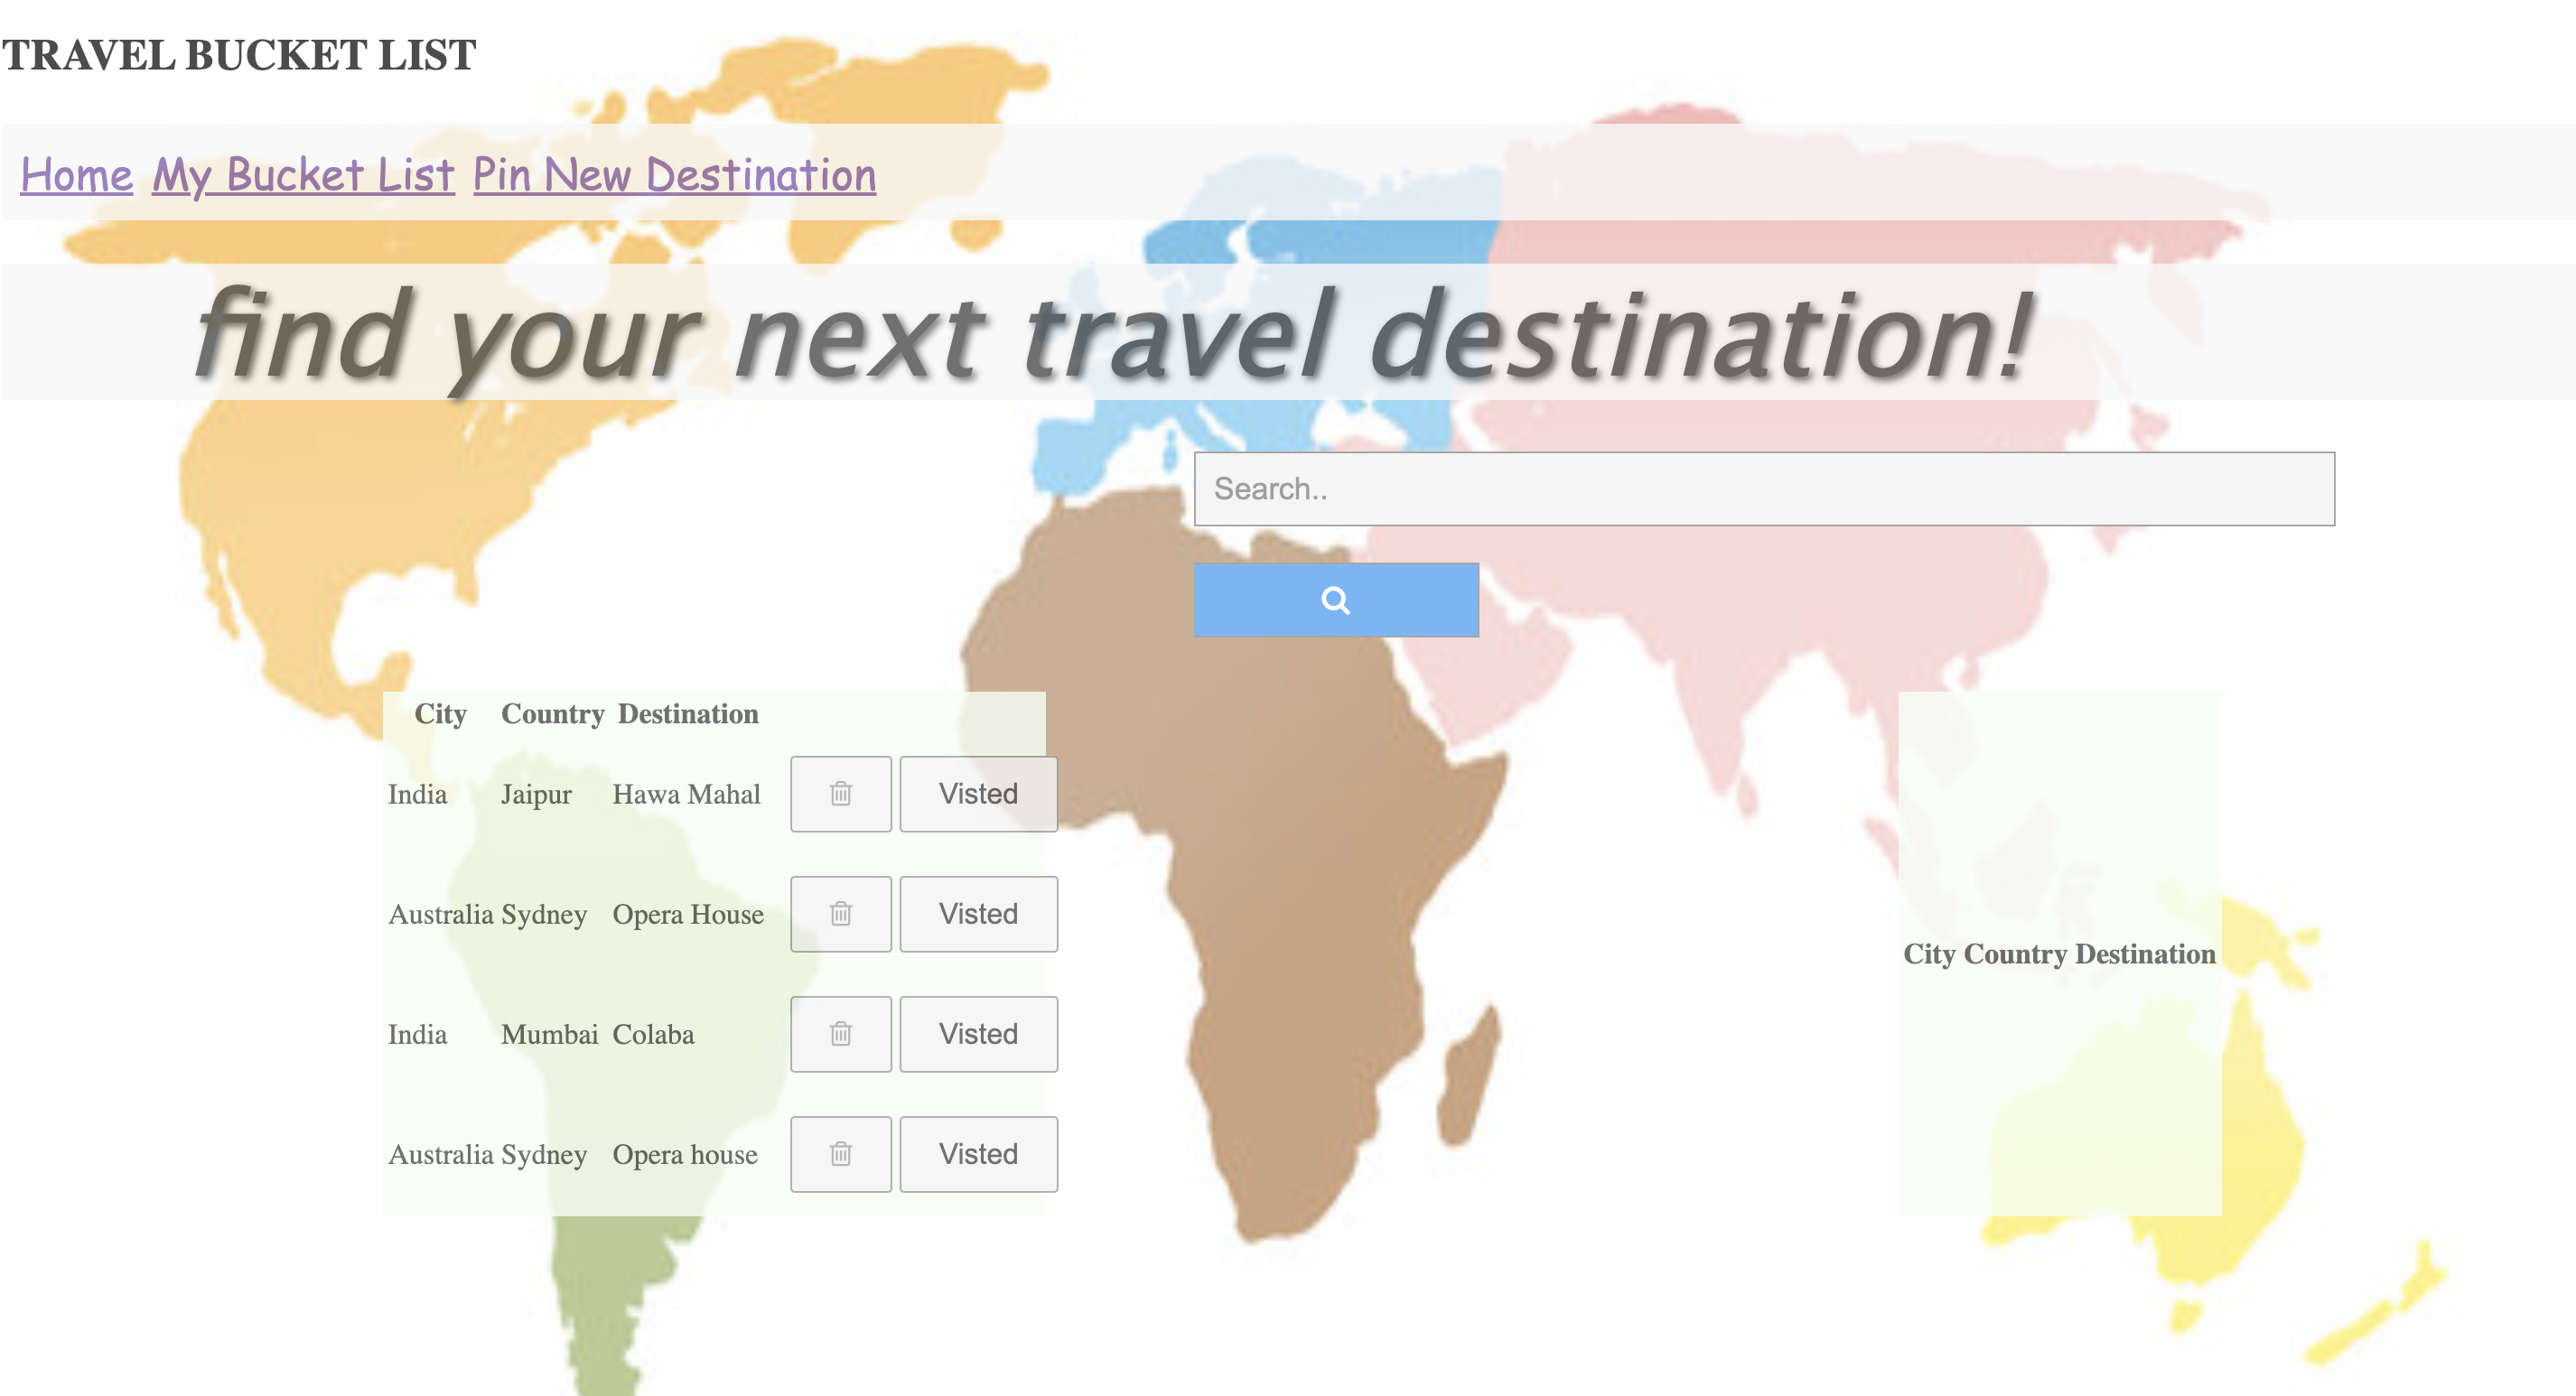 TRAVEL BUCKET LIST
Home My Bucket List Pin New Destination
find your next travel destination!
Search..
City Country Destination
India Jaipur Hawa Mahal Visted
Australia Sydney Opera House Visted
India Mumbai Colaba Visted
Australia Sydney Opera house Visted
City Country Destination